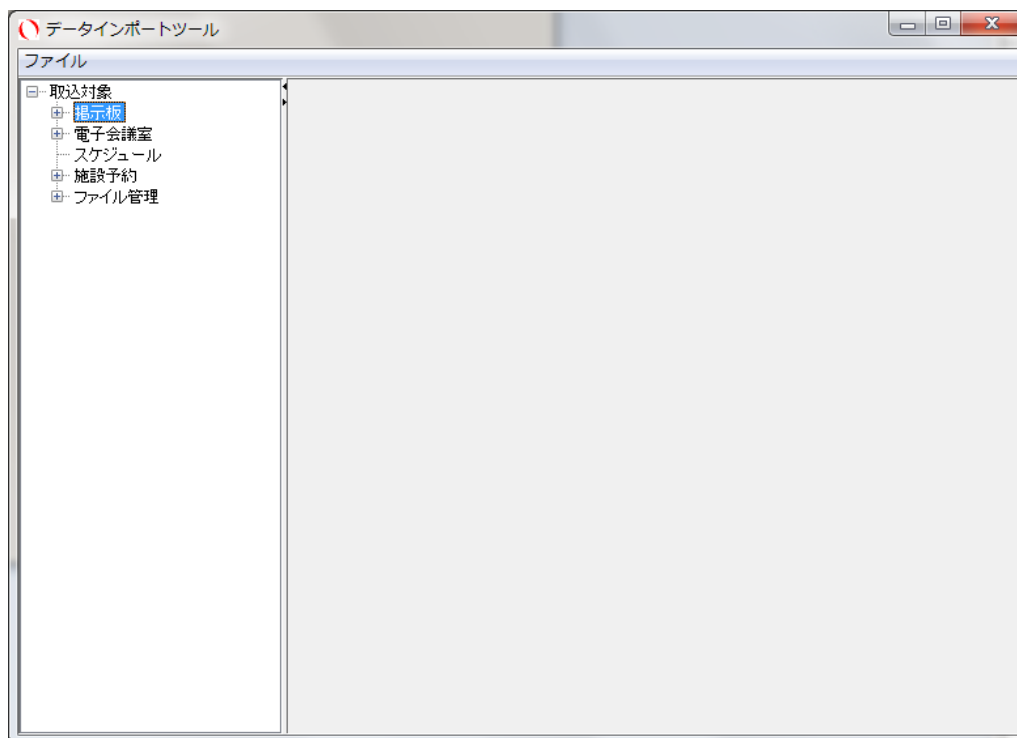 データインポートツール
ファイル
取込対象
掲示板
電子会議室
スケジュール
施設予約
ファイル管理